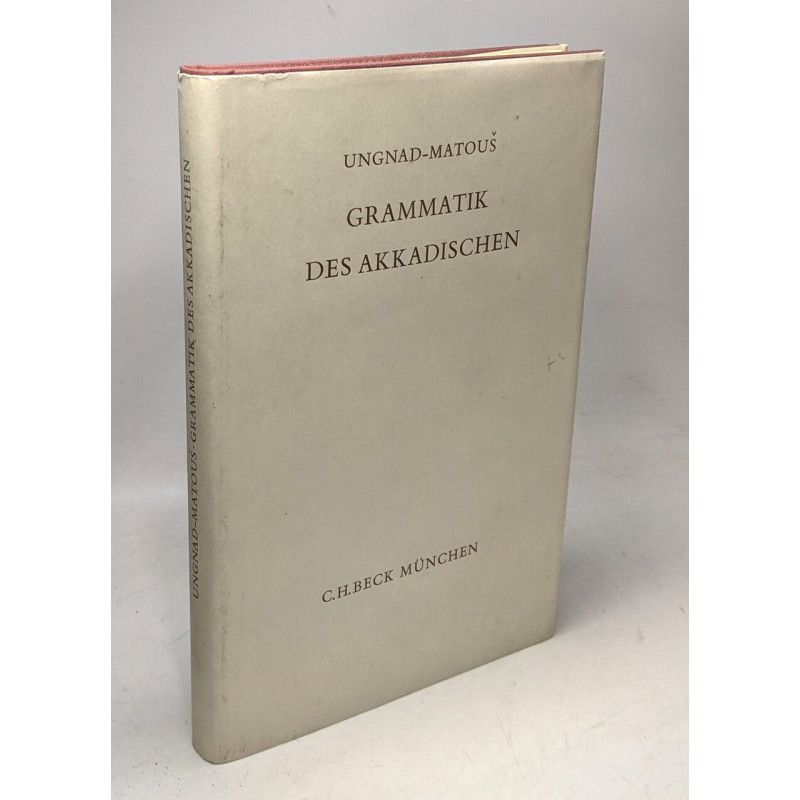 UNGNAD-MATOUŠ
GRAMMATIK
DES AKKADISCHEN
C.H.BECK MÜNCHEN
UNGNAD-MATOUŠ·GRAMMATIK DES AKKADISCHEN